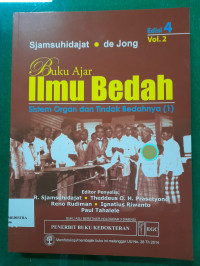 Sjamsuhidajat • de Jong
Edisi 4
Vol. 2
Buku Ajar
Ilmu Bedah
Sistem Organ dan Tindak Bedahnya (1)
Editor Penyelia:
R. Sjamsuhidajat • Theddeus O. H. Prasetyono
Reno Rudiman • Ignatius Riwanto
Paul Tahalele
PENERBIT BUKU KEDOKTERAN
EGC